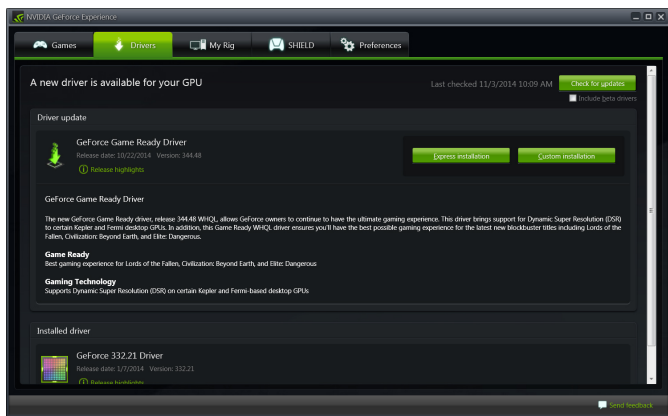 NVIDIA GeForce Experience
Games
Drivers
My Rig
SHIELD
Preferences
A new driver is available for your GPU
Last checked 11/3/2014 10:09 AM
Check for updates
Include beta drivers
Driver update
GeForce Game Ready Driver
Release date: 10/22/2014 Version: 344.48
Release highlights
Express installation
Custom installation
GeForce Game Ready Driver
The new GeForce Game Ready driver, release 344.48 WHQL, allows GeForce owners to continue to have the ultimate gaming experience. This driver brings support for Dynamic Super Resolution (DSR)
to certain Kepler and Fermi desktop GPUs. In addition, this Game Ready WHQL driver ensures you'll have the best possible gaming experience for the latest new blockbuster titles including Lords of the
Fallen, Civilization: Beyond Earth, and Elite: Dangerous.
Game Ready
Best gaming experience for Lords of the Fallen, Civilization: Beyond Earth, and Elite: Dangerous
Gaming Technology
Supports Dynamic Super Resolution (DSR) on certain Kepler and Fermi-based desktop GPUs
Installed driver
GeForce 332.21 Driver
Release date: 1/7/2014 Version: 332.21
Release highlights
Send feedback